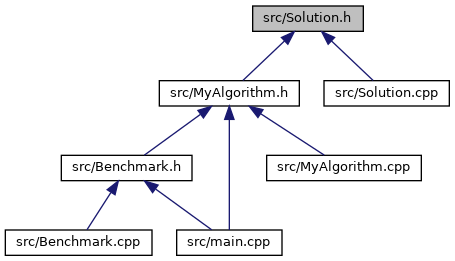 src/Solution.h
src/MyAlgorithm.h
src/Solution.cpp
src/Benchmark.h
src/MyAlgorithm.cpp
src/Benchmark.cpp
src/main.cpp